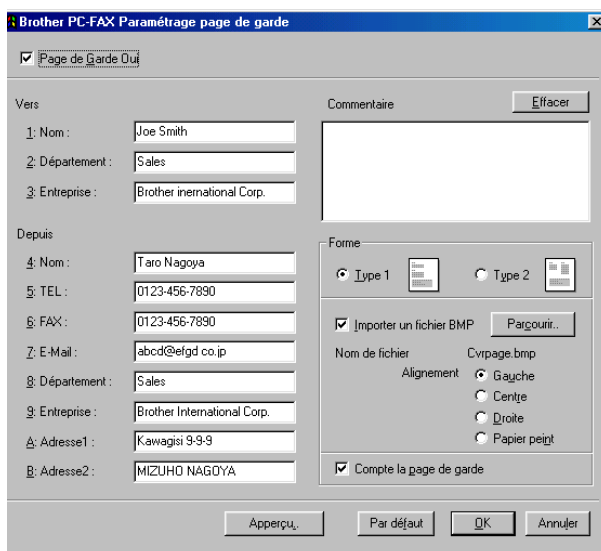 Brother PC-FAX Paramétrage page de garde
Page de Garde Oui
Vers
1: Nom : Joe Smith
2: Département : Sales
3: Entreprise : Brother inernational Corp.
Depuis
4: Nom : Taro Nagoya
5: TEL : 0123-456-7890
6: FAX : 0123-456-7890
7: E-Mail : abcd@efgd co.jp
8: Département : Sales
9: Entreprise : Brother International Corp.
A: Adresse1 : Kawagisi 9-9-9
B: Adresse2 : MIZUHO NAGOYA
Commentaire Effacer
Forme
Type 1 Type 2
Importer un fichier BMP Parcourir..
Nom de fichier Cvrpage.bmp
Alignement Gauche
Centre
Droite
Papier peint
Compte la page de garde
Apperçu.. Par défaut OK Annuler